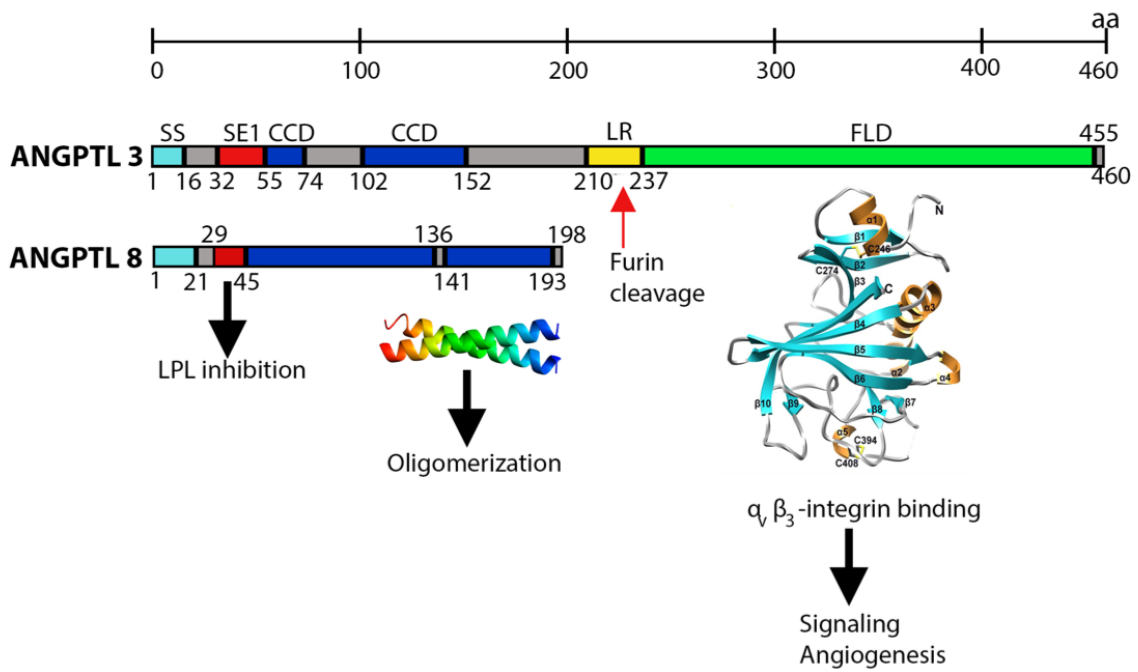 aa
0 100 200 300 400 460
SS SE1 CCD CCD LR FLD 455
ANGPTL 3
1 16 32 55 74 102 152 210 237 460
29 136 198
ANGPTL 8
1 21 45 141 193
Furin
cleavage
LPL inhibition
Oligomerization
N
α1
β1
C246
β2
C274
β3
C
α3
β4
β5
α2
α4
β6
β10
β9
β8
β7
α5
C394
C408
αv β3-integrin binding
Signaling
Angiogenesis